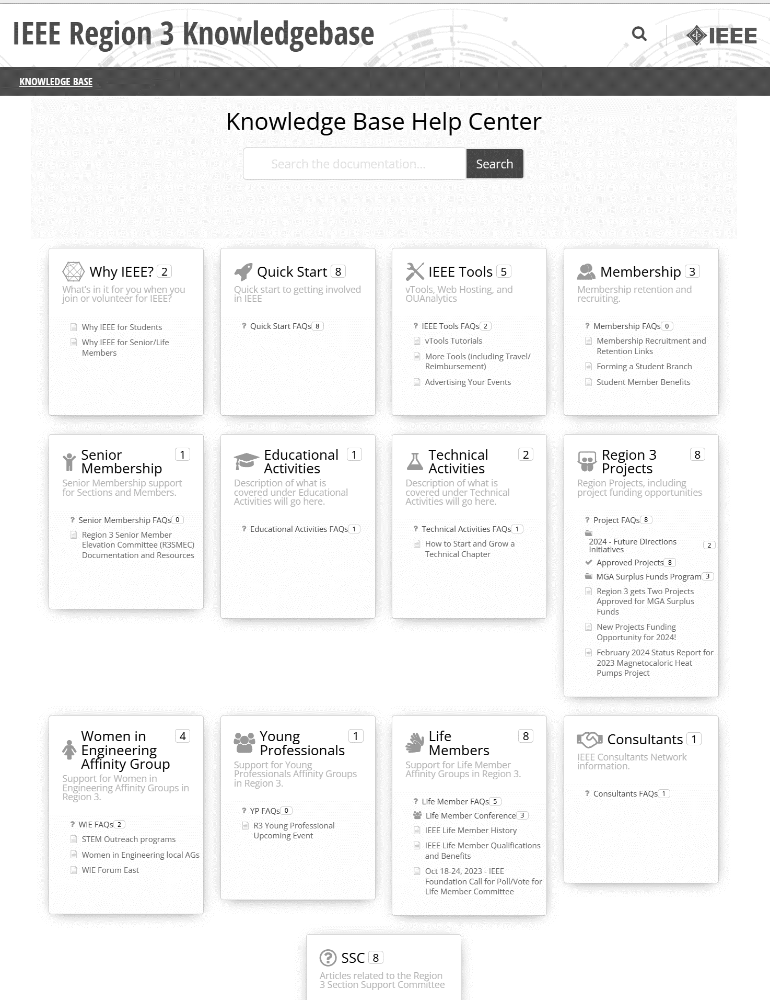 IEEE Region 3 Knowledgebase
IEEE
KNOWLEDGE BASE
Knowledge Base Help Center
Search the documentation...
Search
Why IEEE? 2
What's in it for you when you
join or volunteer for IEEE?
Why IEEE for Students
Why IEEE for Senior/Life
Members
Quick Start 8
Quick start to getting involved
in IEEE
? Quick Start FAQs 8
IEEE Tools 5
vTools, Web Hosting, and
OUAnalytics
? IEEE Tools FAQs 2
vTools Tutorials
More Tools (including Travel/
Reimbursement)
Advertising Your Events
Membership 3
Membership retention and
recruiting.
? Membership FAQs 0
Membership Recruitment and
Retention Links
Forming a Student Branch
Student Member Benefits
Senior 1
Membership
Senior Membership support
for Sections and Members.
? Senior Membership FAQs 0
Region 3 Senior Member
Elevation Committee (R3SMEC)
Documentation and Resources
Educational 1
Activities
Description of what is
covered under Educational
Activities will go here.
? Educational Activities FAQs 1
Technical 2
Activities
Description of what is
covered under Technical
Activities will go here.
? Technical Activities FAQs 1
How to Start and Grow a
Technical Chapter
Region 3 8
Projects
Region Projects, including
project funding opportunities
? Project FAQs 8
2024 - Future Directions
Initiatives 2
Approved Projects 8
MGA Surplus Funds Program 3
Region 3 gets Two Projects
Approved for MGA Surplus
Funds
New Projects Funding
Opportunity for 2024!
February 2024 Status Report for
2023 Magnetocaloric Heat
Pumps Project
Women in 4
Engineering
Affinity Group
Support for Women in
Engineering Affinity Groups in
Region 3.
? WIE FAQs 2
STEM Outreach programs
Women in Engineering local AGs
WIE Forum East
Young 1
Professionals
Support for Young
Professionals Affinity Groups
in Region 3.
? YP FAQs 0
R3 Young Professional
Upcoming Event
Life 8
Members
Support for Life Member
Affinity Groups in Region 3.
? Life Member FAQs 5
Life Member Conference 3
IEEE Life Member History
IEEE Life Member Qualifications
and Benefits
Oct 18-24, 2023 - IEEE
Foundation Call for Poll/Vote for
Life Member Committee
Consultants 1
IEEE Consultants Network
information.
? Consultants FAQs 1
? SSC 8
Articles related to the Region
3 Section Support Committee